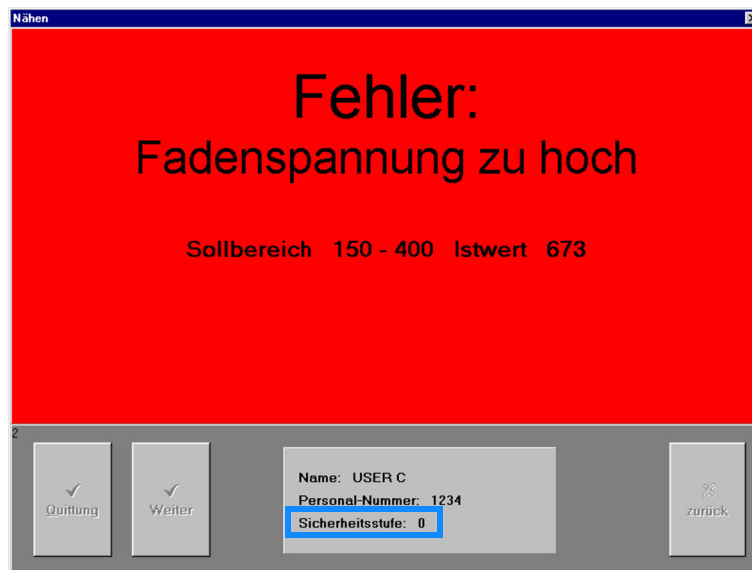 Nähen
Fehler:
Fadenspannung zu hoch
Sollbereich 150 - 400 Istwert 673
2
Name: USER C
Personal-Nummer: 1234
Sicherheitsstufe: 0
Quittung
Weiter
zurück